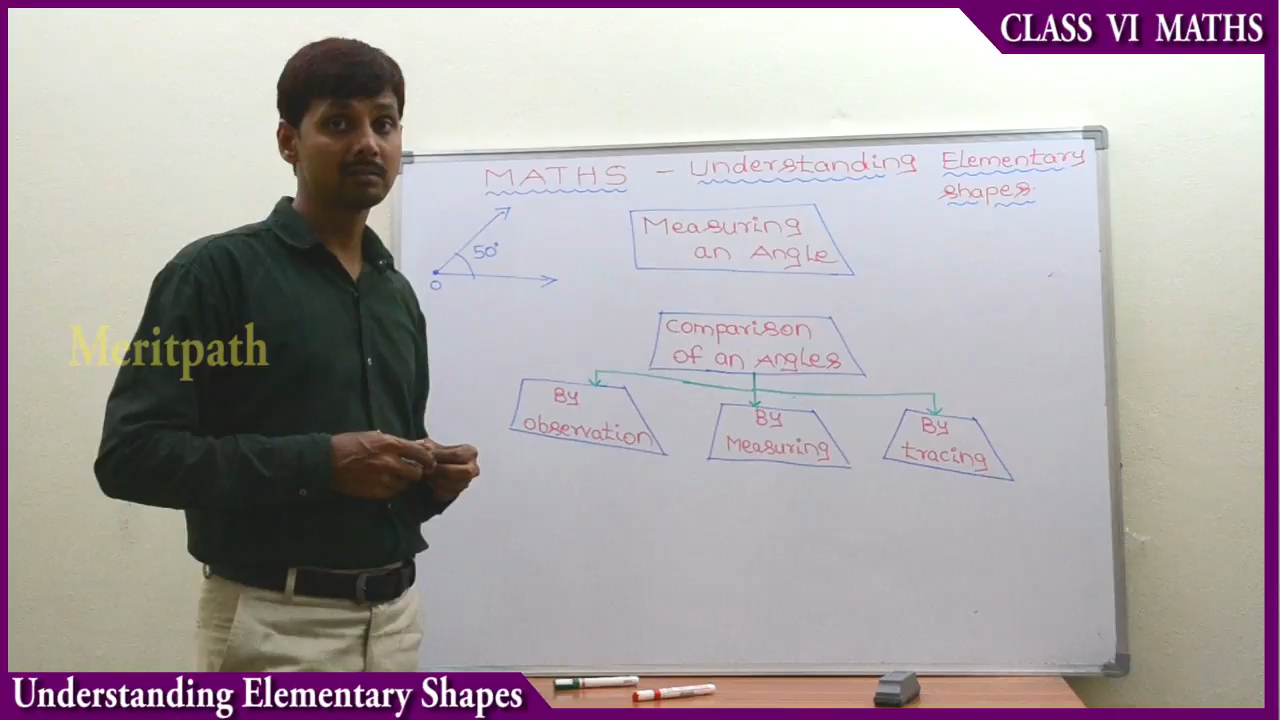 CLASS VI MATHS
MATHS - Understanding Elementary
shapes.
Measuring
an Angle
50°
O
Meritpath
Comparison
of an Angles
By
observation
By
Measuring
By
tracing
Understanding Elementary Shapes